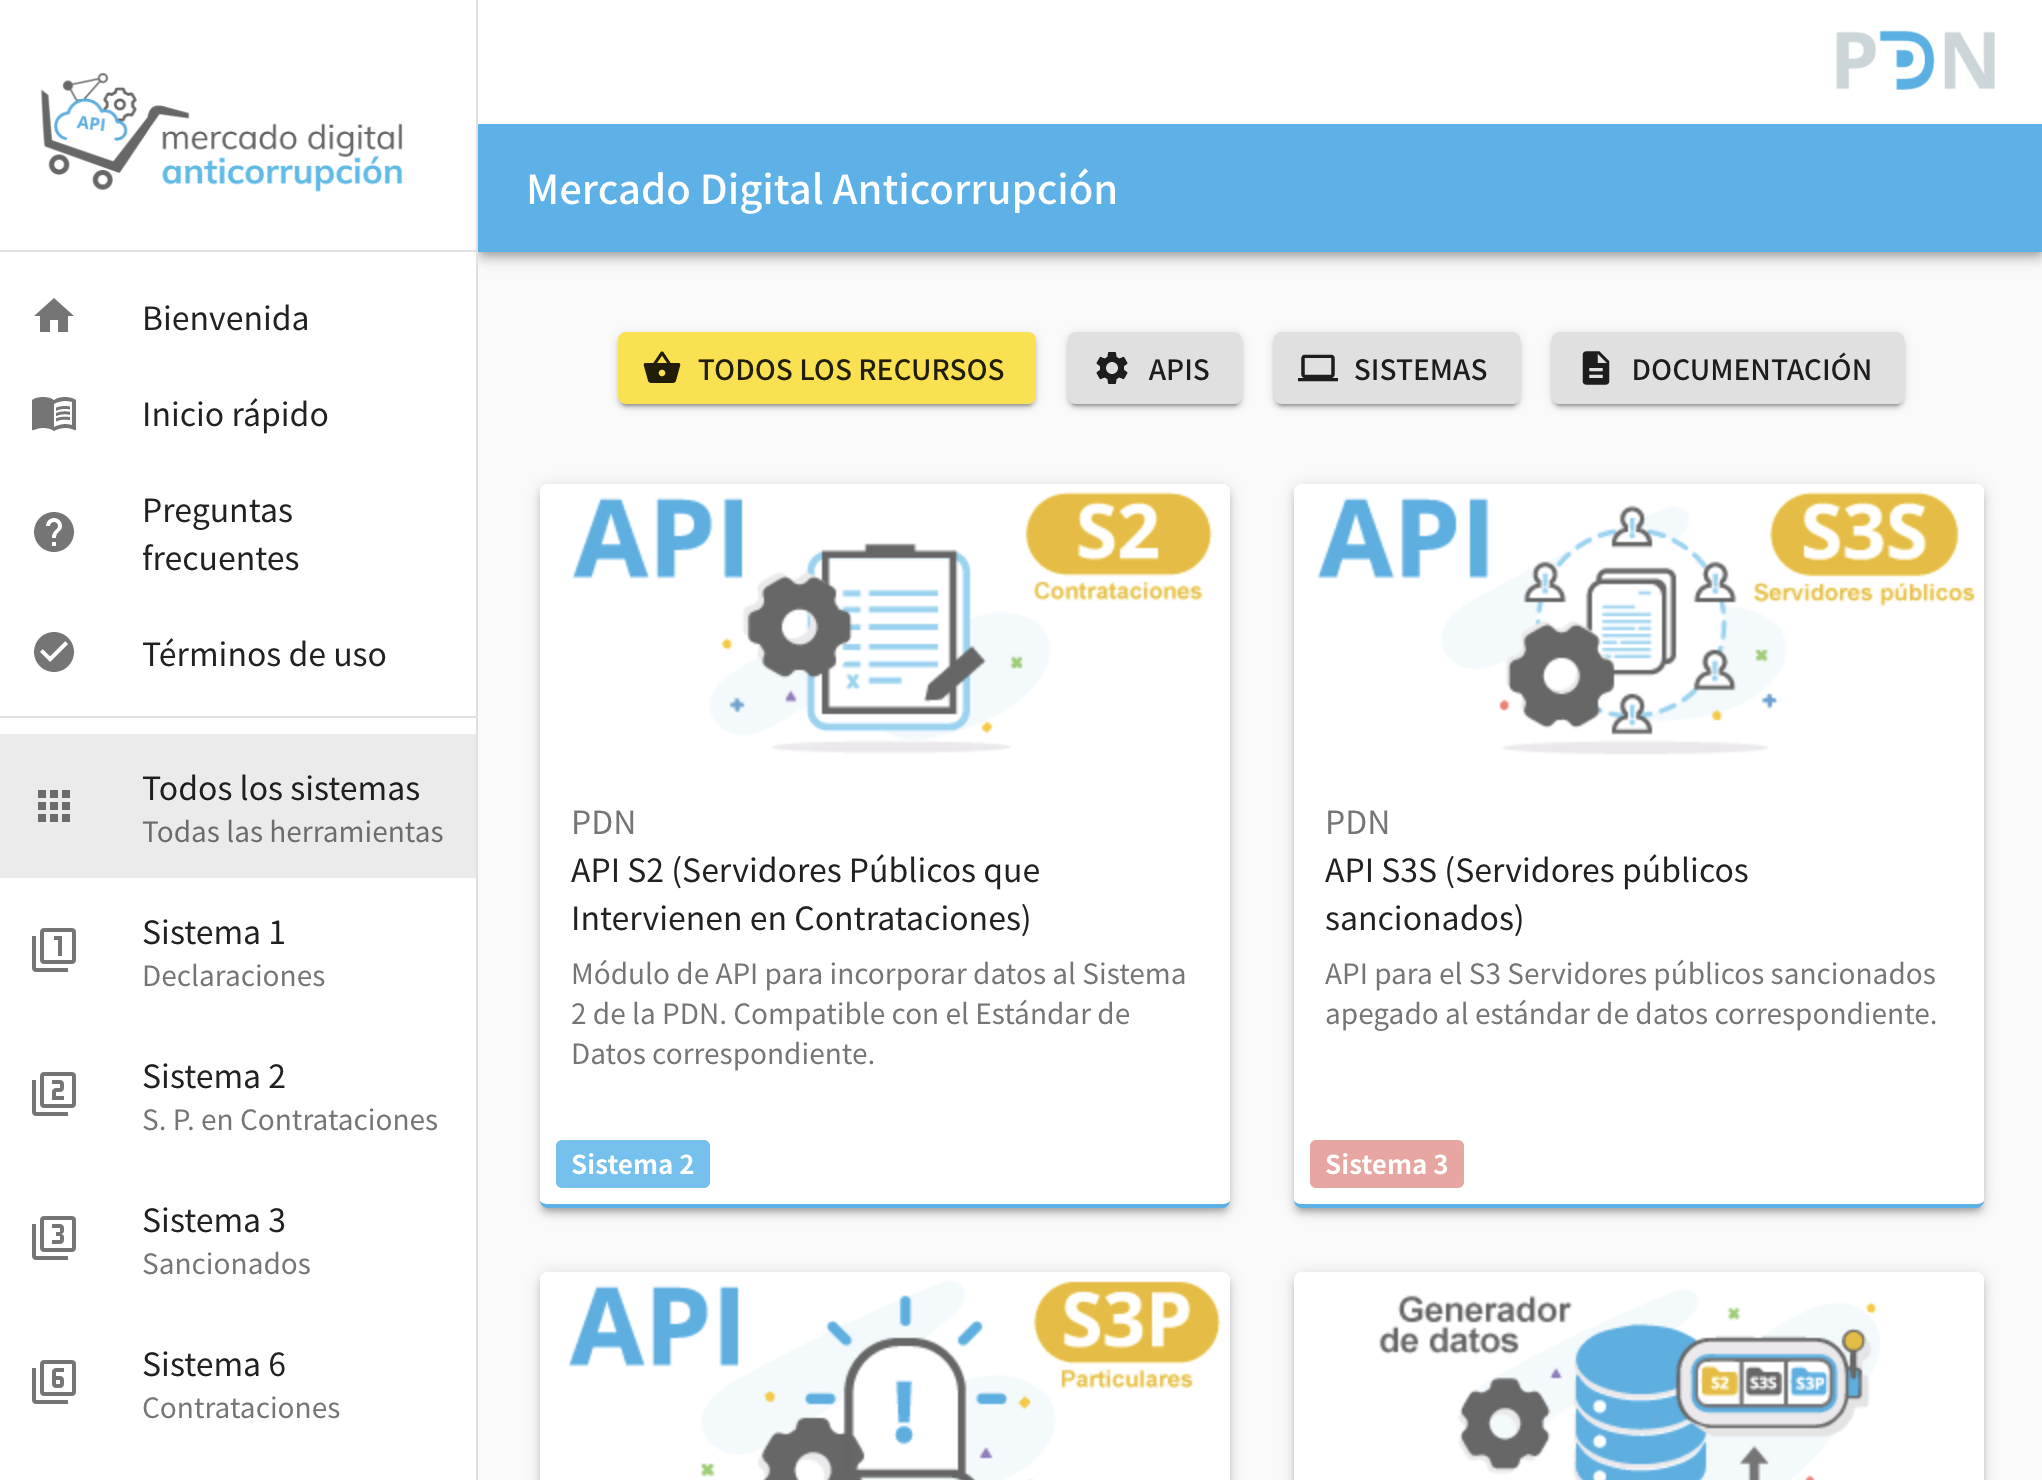 API
mercado digital
anticorrupción
PDN
Mercado Digital Anticorrupción
Bienvenida
Inicio rápido
Preguntas
frecuentes
Términos de uso
Todos los sistemas
Todas las herramientas
1
Sistema 1
Declaraciones
2
Sistema 2
S. P. en Contrataciones
3
Sistema 3
Sancionados
6
Sistema 6
Contrataciones
TODOS LOS RECURSOS
APIS
SISTEMAS
DOCUMENTACIÓN
API
S2
Contrataciones
PDN
API S2 (Servidores Públicos que
Intervienen en Contrataciones)
Módulo de API para incorporar datos al Sistema
2 de la PDN. Compatible con el Estándar de
Datos correspondiente.
Sistema 2
API
S3S
Servidores públicos
PDN
API S3S (Servidores públicos
sancionados)
API para el S3 Servidores públicos sancionados
apegado al estándar de datos correspondiente.
Sistema 3
API
S3P
Particulares
Generador
de datos
S2 S3S S3P